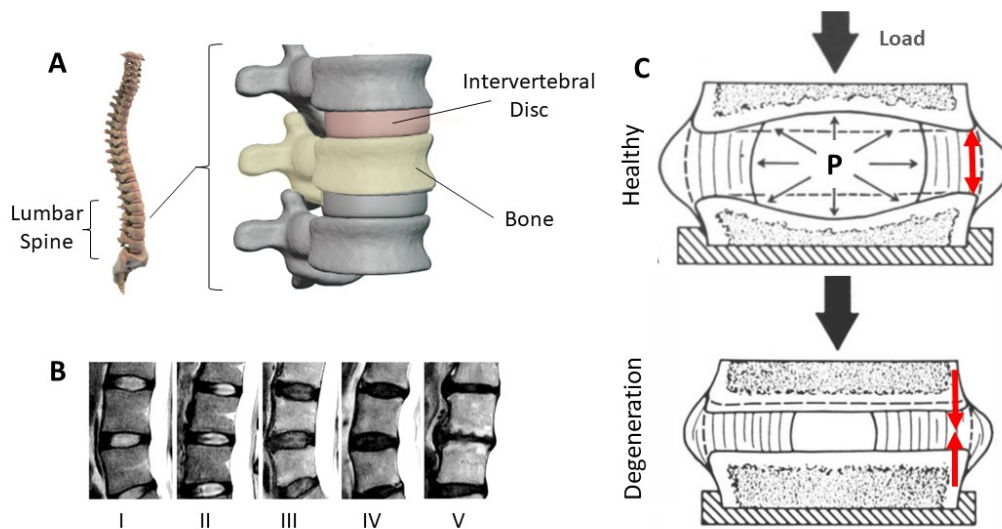 A
Lumbar
Spine
Intervertebral
Disc
Bone
B
I
II
III
IV
V
C
Load
Healthy
P
Degeneration